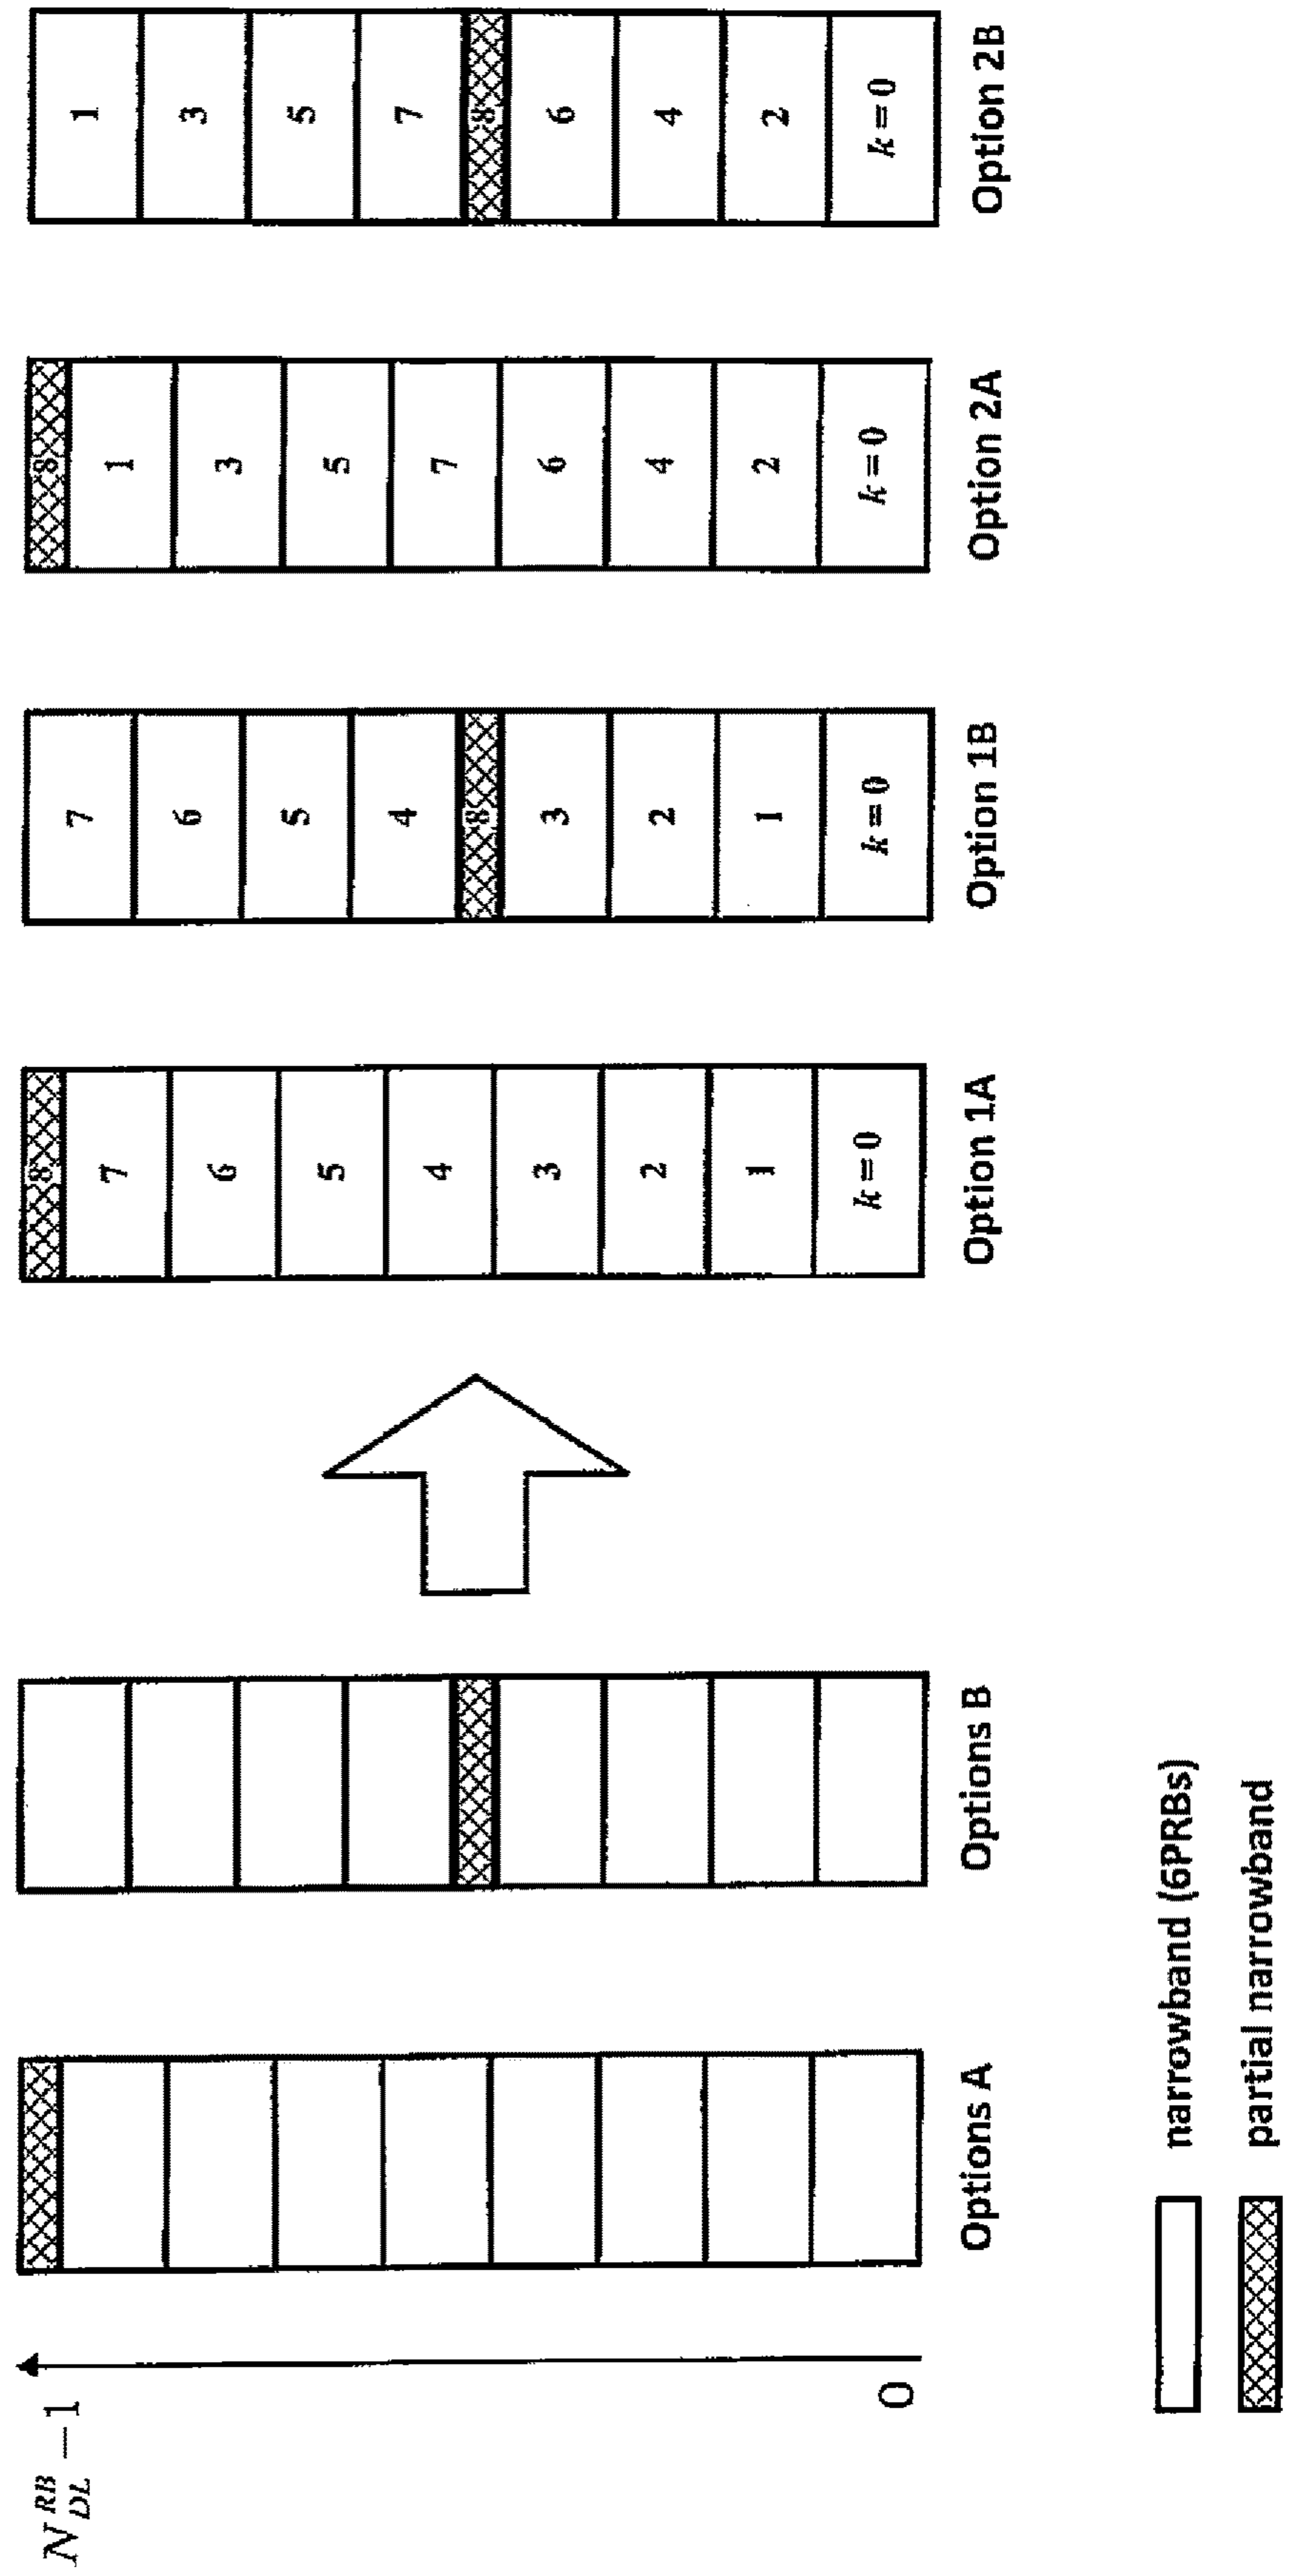 N_{DL}^{RB} −1
0
Options A
Options B
8
7
6
5
4
3
2
1
k = 0
Option 1A
7
6
5
4
8
3
2
1
k = 0
Option 1B
8
1
3
5
7
6
4
2
k = 0
Option 2A
1
3
5
7
8
6
4
2
k = 0
Option 2B
narrowband (6PRBs)
partial narrowband